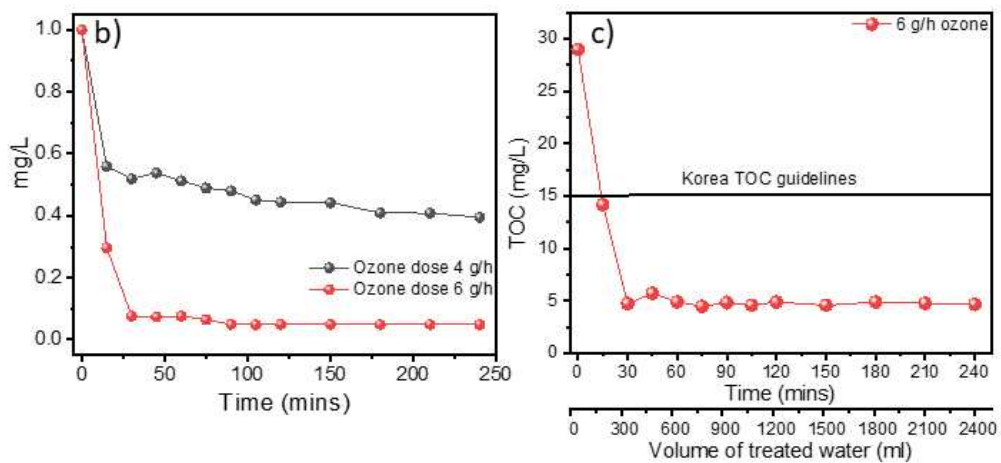 b)
1.0
0.8
0.6
0.4
0.2
0.0
mg/L
Ozone dose 4 g/h
Ozone dose 6 g/h
0 50 100 150 200 250
Time (mins)
c)
6 g/h ozone
30
25
20
15
10
5
0
TOC (mg/L)
Korea TOC guidelines
0 30 60 90 120 150 180 210 240
Time (mins)
0 300 600 900 1200 1500 1800 2100 2400
Volume of treated water (ml)